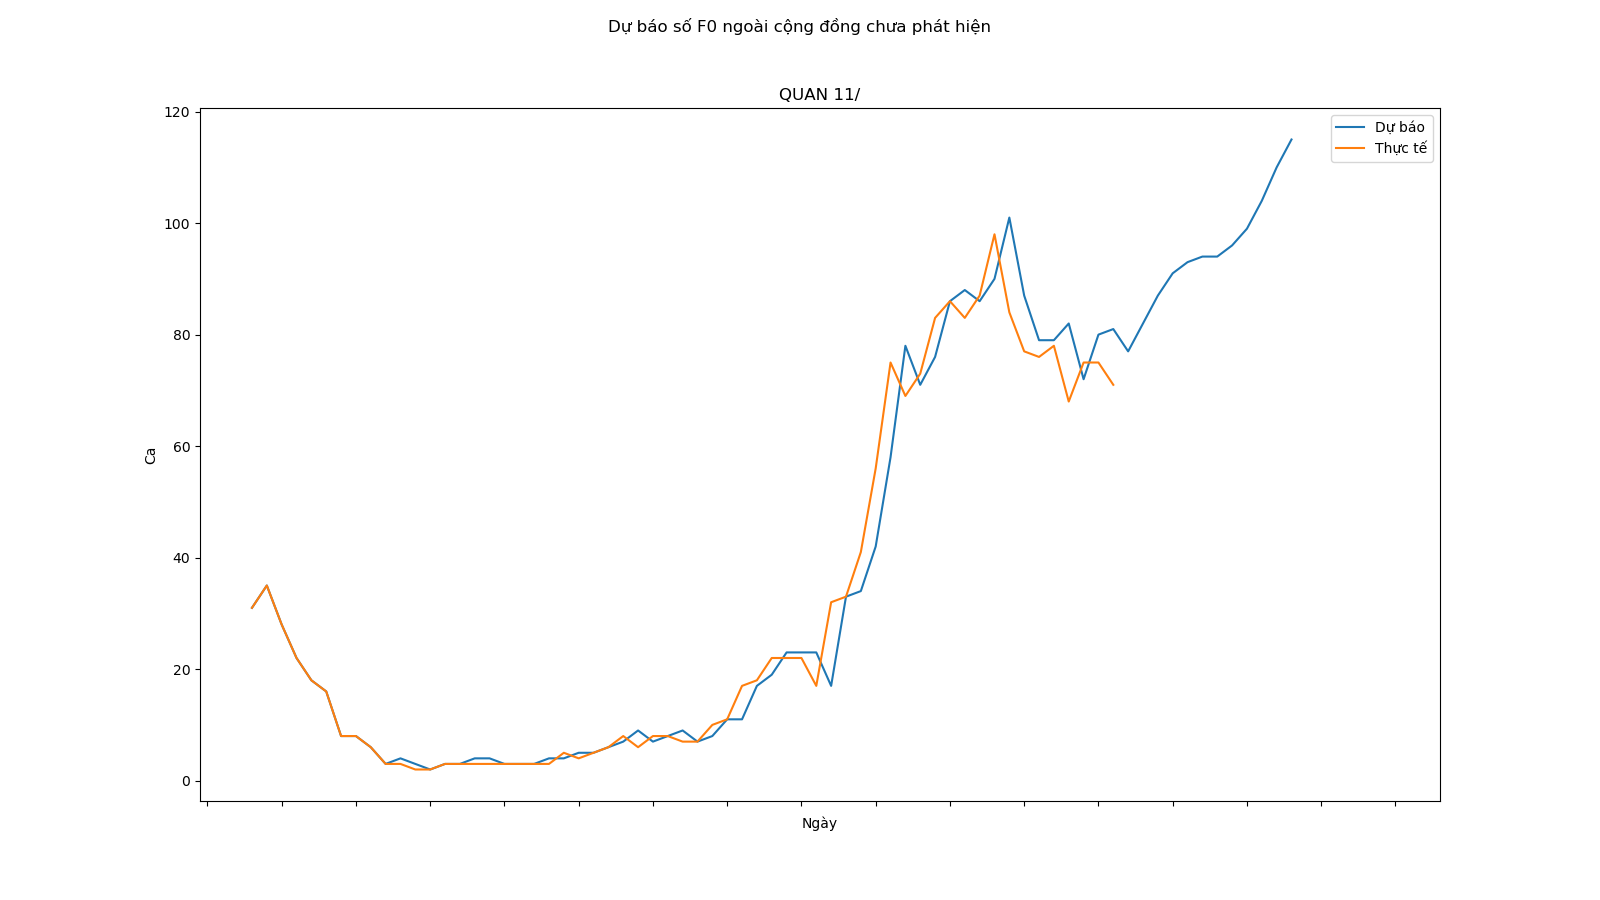 Dự báo số F0 ngoài cộng đồng chưa phát hiện
QUAN 11/
120
100
80
60
40
20
0
Ca
Ngày
Dự báo
Thực tế